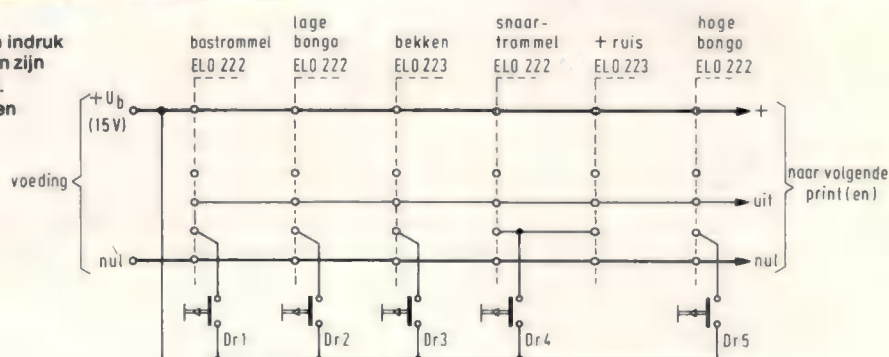 indruk
n zijn
en
bastrommel
ELO 222
lage
bongo
ELO 222
bekken
ELO 223
snaar-
trommel
ELO 222
+ ruis
ELO 223
hoge
bongo
ELO 222
+Ub
(15V)
+
voeding
naar volgende
print(en)
uit
nul
nul
Dr1
Dr2
Dr3
Dr4
Dr5